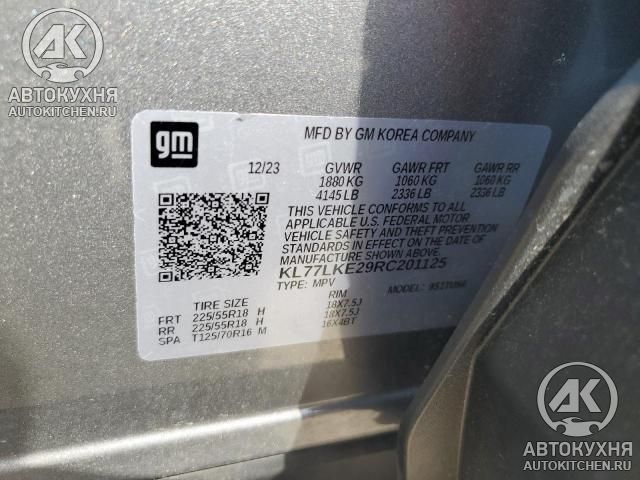 АК
АВТОКУХНЯ
AUTOKITCHEN.RU
gm
MFD BY GM KOREA COMPANY
12/23 GVWR GAWR FRT GAWR RR
1880 KG 1060 KG 1060 KG
4145 LB 2336 LB 2336 LB
THIS VEHICLE CONFORMS TO ALL
APPLICABLE U.S. FEDERAL MOTOR
VEHICLE SAFETY AND THEFT PREVENTION
STANDARDS IN EFFECT ON THE DATE OF
MANUFACTURE SHOWN ABOVE.
KL77LKE29RC201125
TYPE: MPV MODEL:
TIRE SIZE RIM
FRT 225/55R18 H 18X7.5J
RR 225/55R18 H 18X7.5J
SPA T125/70R16 M 16X4BT
АК
АВТОКУХНЯ
AUTOKITCHEN.RU